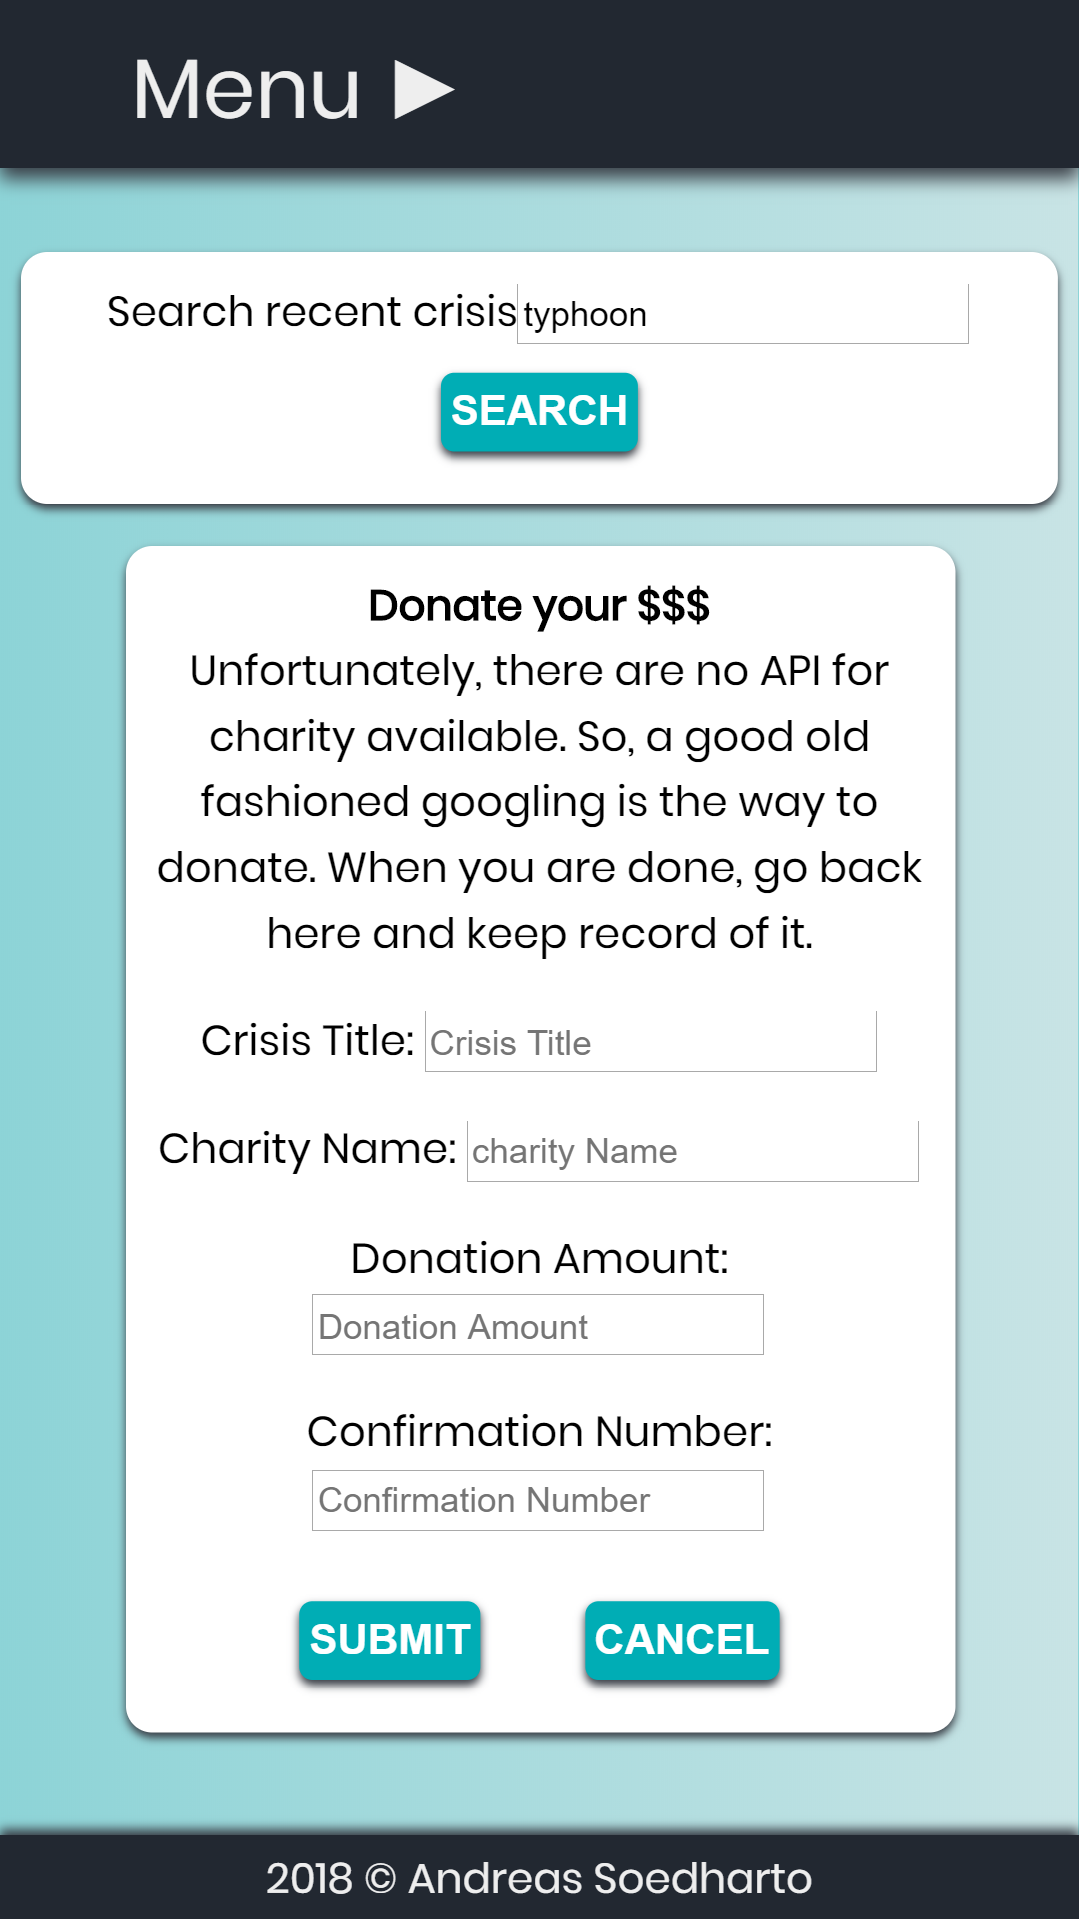 Menu ►
Search recent crisis typhoon
SEARCH
Donate your $$$
Unfortunately, there are no API for
charity available. So, a good old
fashioned googling is the way to
donate. When you are done, go back
here and keep record of it.
Crisis Title: Crisis Title
Charity Name: charity Name
Donation Amount:
Donation Amount
Confirmation Number:
Confirmation Number
SUBMIT CANCEL
2018 © Andreas Soedharto